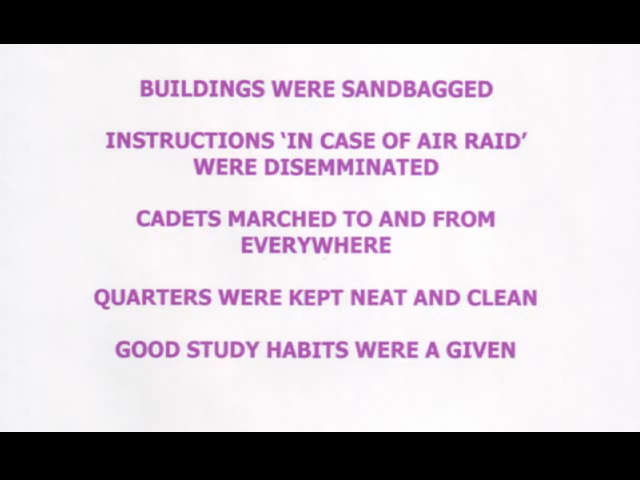 BUILDINGS WERE SANDBAGGED
INSTRUCTIONS ‘IN CASE OF AIR RAID’
WERE DISEMMINATED
CADETS MARCHED TO AND FROM
EVERYWHERE
QUARTERS WERE KEPT NEAT AND CLEAN
GOOD STUDY HABITS WERE A GIVEN